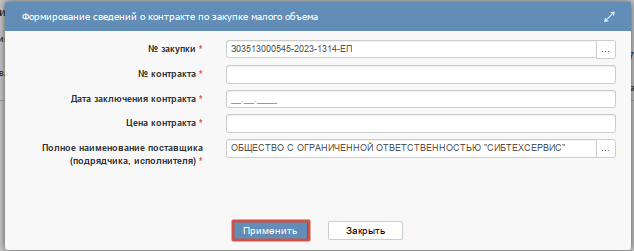 Формирование сведений о контракте по закупке малого объема
№ закупки * 303513000545-2023-1314-ЕП ...
№ контракта *
Дата заключения контракта * __.__.____
Цена контракта *
Полное наименование поставщика ОБЩЕСТВО С ОГРАНИЧЕННОЙ ОТВЕТСТВЕННОСТЬЮ "СИБТЕХСЕРВИС" ...
(подрядчика, исполнителя) *
Применить Закрыть